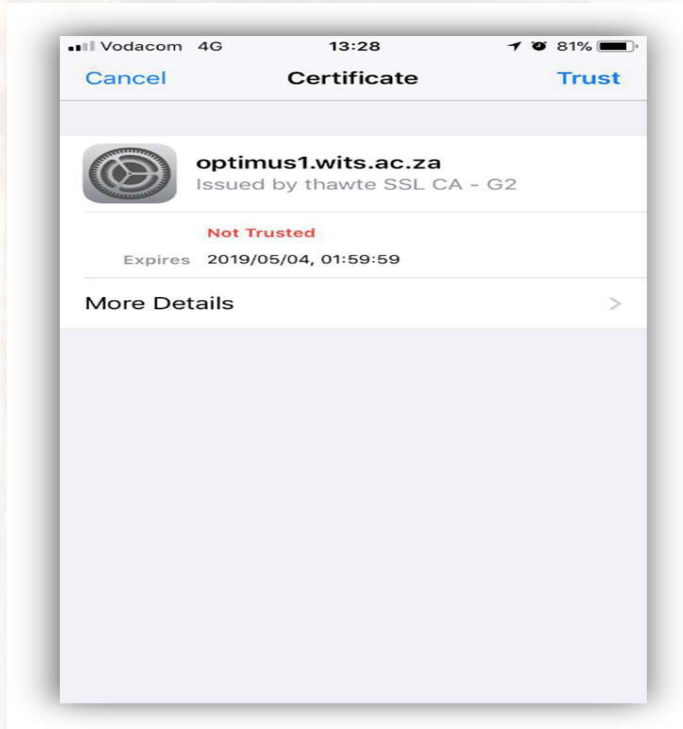 Vodacom 4G 13:28 81%
Cancel Certificate Trust
optimus1.wits.ac.za
Issued by thawte SSL CA - G2
Not Trusted
Expires 2019/05/04, 01:59:59
More Details >